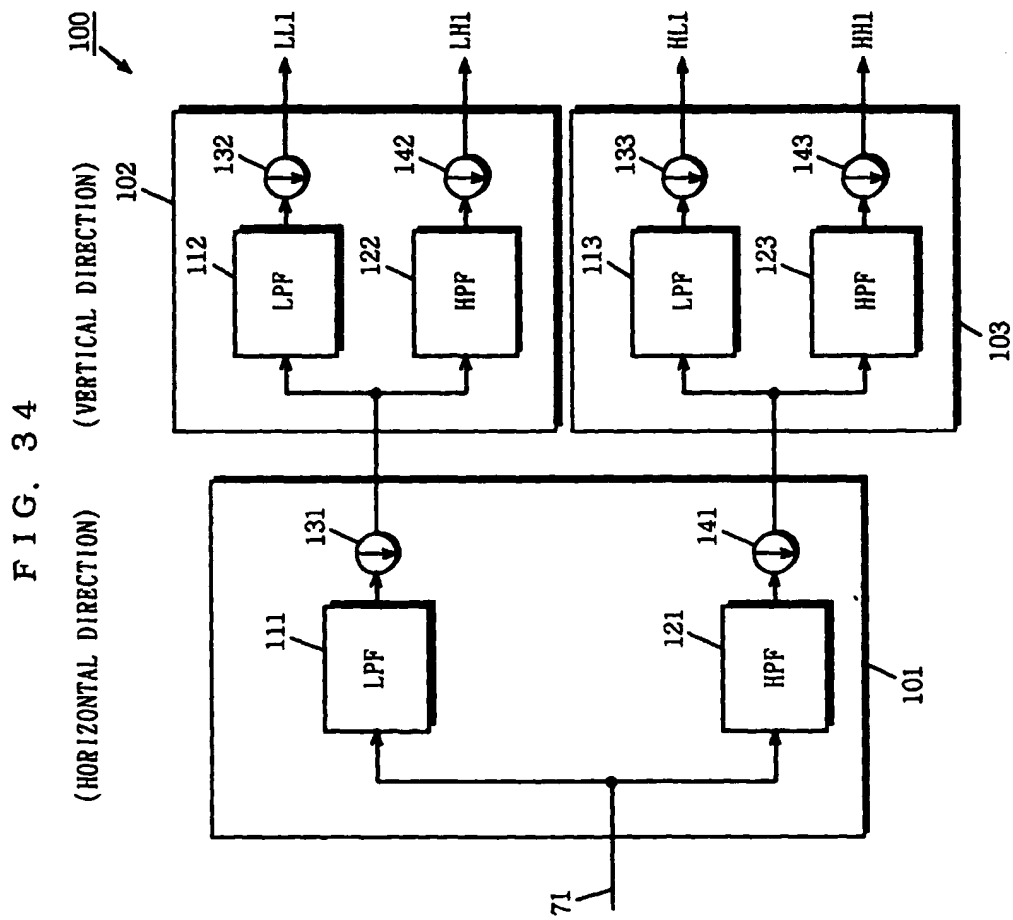 FIG. 34
(HORIZONTAL DIRECTION)
(VERTICAL DIRECTION)
100
71
101
111
LPF
131
121
HPF
141
102
112
LPF
132
LL1
122
HPF
142
LH1
103
113
LPF
133
HL1
123
HPF
143
HH1